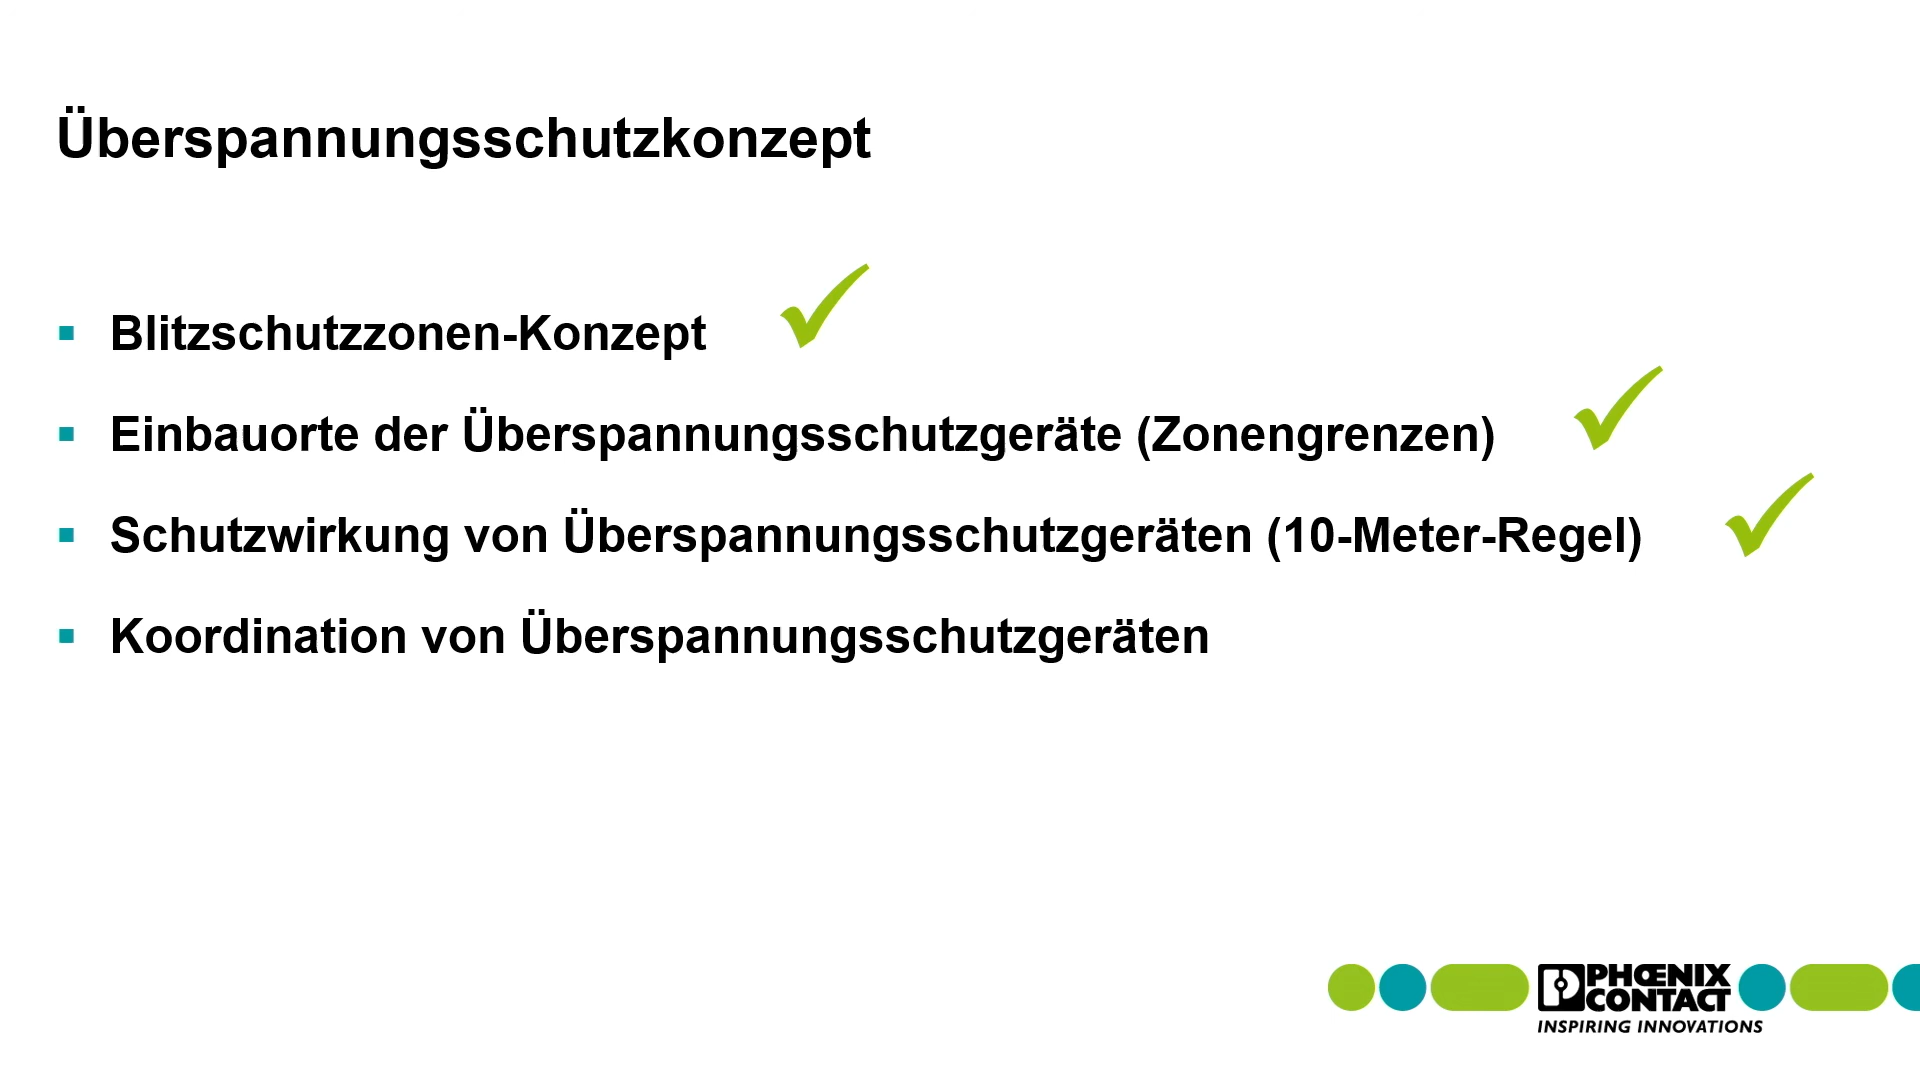 Überspannungsschutzkonzept
Blitzschutzzonen-Konzept
Einbauorte der Überspannungsschutzgeräte (Zonengrenzen)
Schutzwirkung von Überspannungsschutzgeräten (10-Meter-Regel)
Koordination von Überspannungsschutzgeräten
PHŒNIX
CONTACT
INSPIRING INNOVATIONS